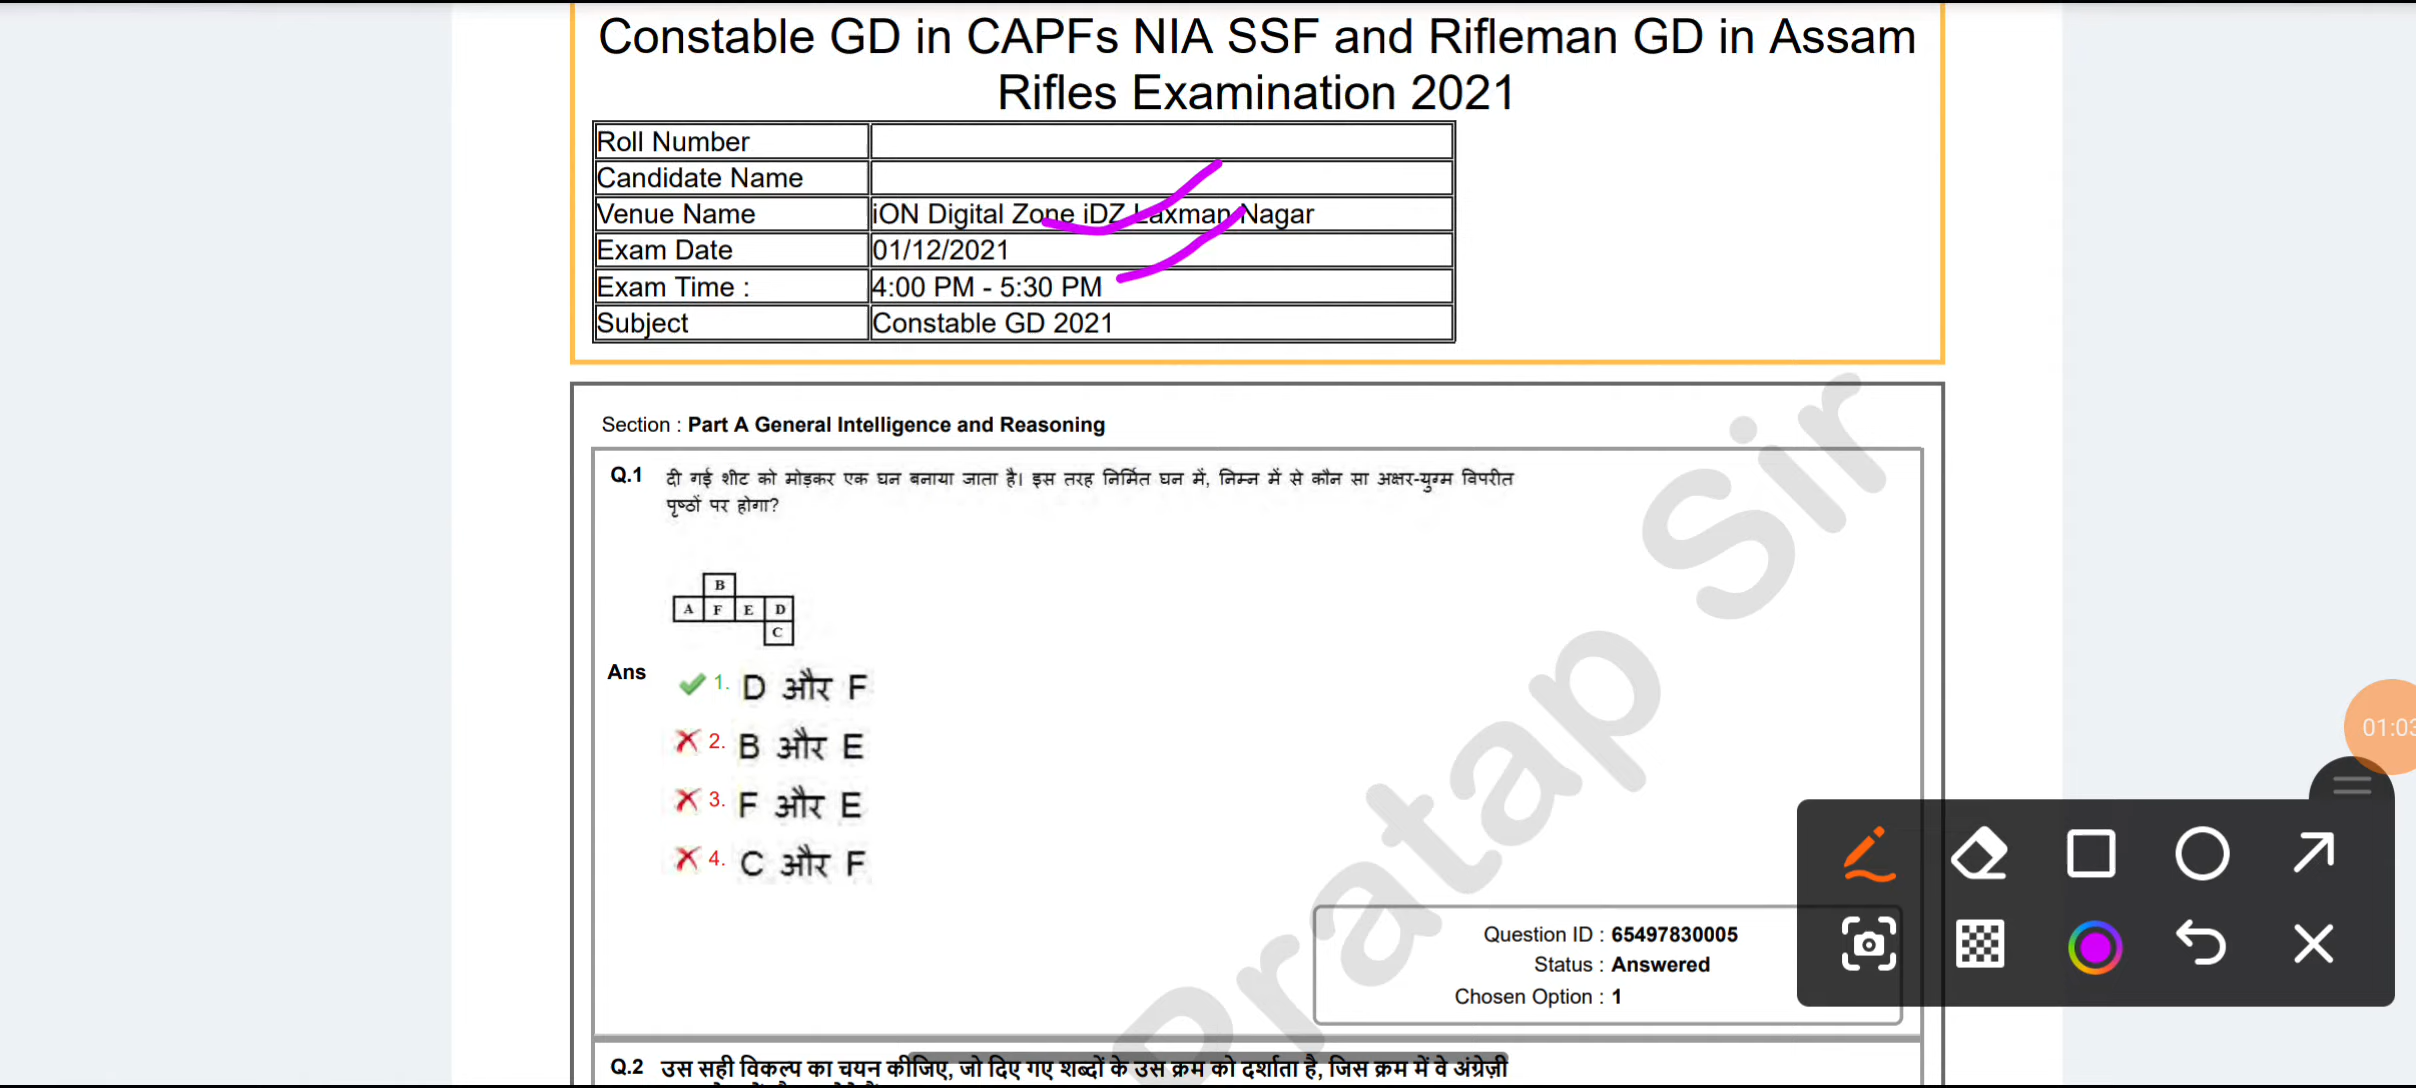 Constable GD in CAPFs NIA SSF and Rifleman GD in Assam
Rifles Examination 2021
Roll Number
Candidate Name
Venue Name iON Digital Zone iDZ Laxman Nagar
Exam Date 01/12/2021
Exam Time : 4:00 PM - 5:30 PM
Subject Constable GD 2021
Section : Part A General Intelligence and Reasoning
Q.1 दी गई शीट को मोड़कर एक घन बनाया जाता है। इस तरह निर्मित घन में, निम्न में से कौन सा अक्षर-युग्म विपरीत
पृष्ठों पर होगा?
B
A F E D
C
Ans 1. D और F
2. B और E
3. F और E
4. C और F
Question ID : 65497830005
Status : Answered
Chosen Option : 1
Q.2 उस सही विकल्प का चयन कीजिए, जो दिए गए शब्दों के उस क्रम को दर्शाता है, जिस क्रम में वे अंग्रेज़ी
Pratap Sir
01:03